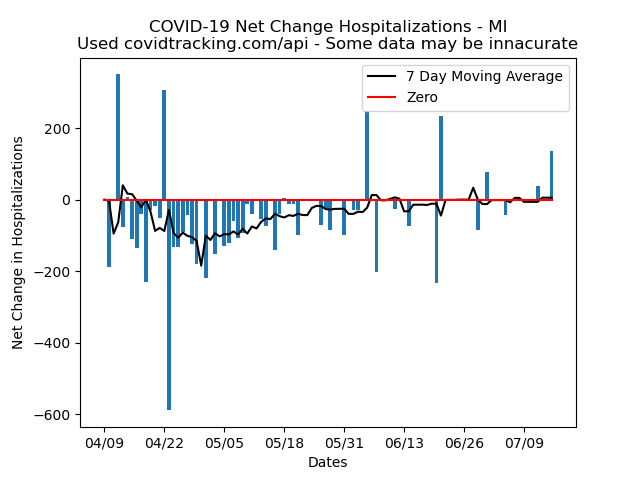 COVID-19 Net Change Hospitalizations - MI
Used covidtracking.com/api - Some data may be innacurate
7 Day Moving Average
Zero
Net Change in Hospitalizations
200
0
−200
−400
−600
04/09 04/22 05/05 05/18 05/31 06/13 06/26 07/09
Dates